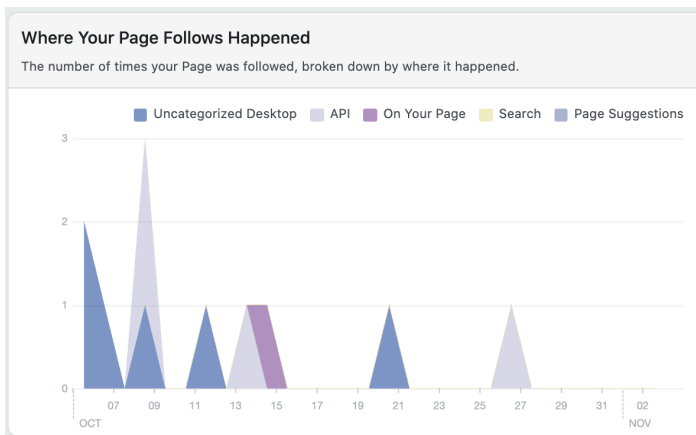 Where Your Page Follows Happened
The number of times your Page was followed, broken down by where it happened.
Uncategorized Desktop API On Your Page Search Page Suggestions
3
2
1
0
07 09 11 13 15 17 19 21 23 25 27 29 31 02
OCT NOV